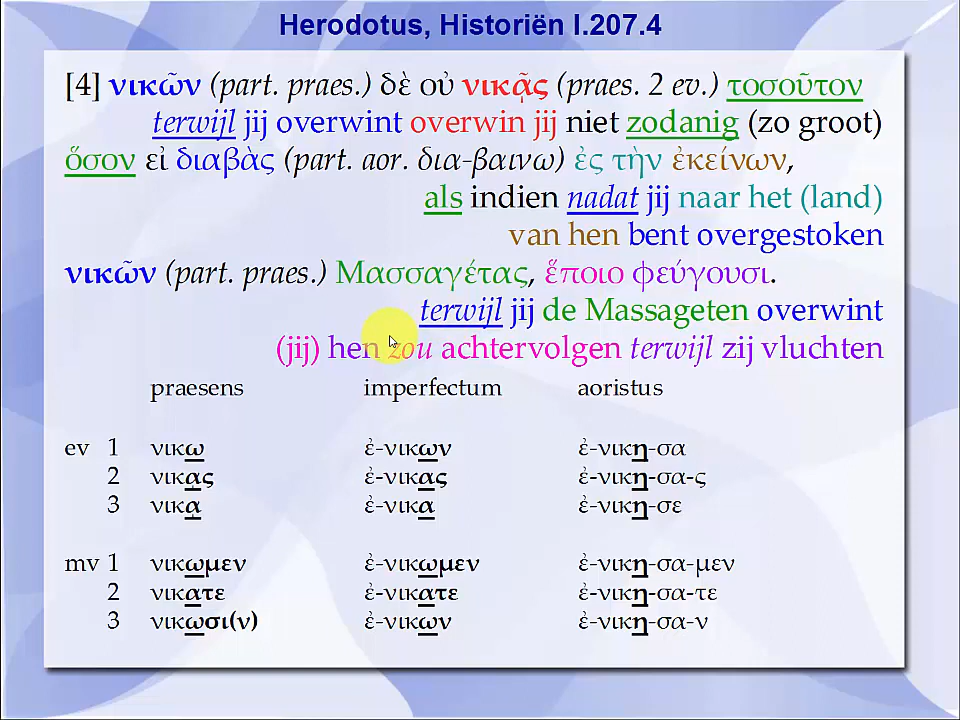 Herodotus, Historiën I.207.4
[4] νικῶν (part. praes.) δὲ οὐ νικᾷς (praes. 2 ev.) τοσοῦτον
terwijl jij overwint overwin jij niet zodanig (zo groot)
ὅσον εἰ διαβὰς (part. aor. δια-βαινω) ἐς τὴν ἐκείνων,
als indien nadat jij naar het (land)
van hen bent overgestoken
νικῶν (part. praes.) Μασσαγέτας, ἕποιο φεύγουσι.
terwijl jij de Massageten overwint
(jij) hen zou achtervolgen terwijl zij vluchten
praesens imperfectum aoristus
ev 1 νικω ἐ-νικων ἐ-νικη-σα
2 νικᾳς ἐ-νικας ἐ-νικη-σα-ς
3 νικᾳ ἐ-νικα ἐ-νικη-σε
mv 1 νικωμεν ἐ-νικωμεν ἐ-νικη-σα-μεν
2 νικατε ἐ-νικατε ἐ-νικη-σα-τε
3 νικωσι(ν) ἐ-νικων ἐ-νικη-σα-ν